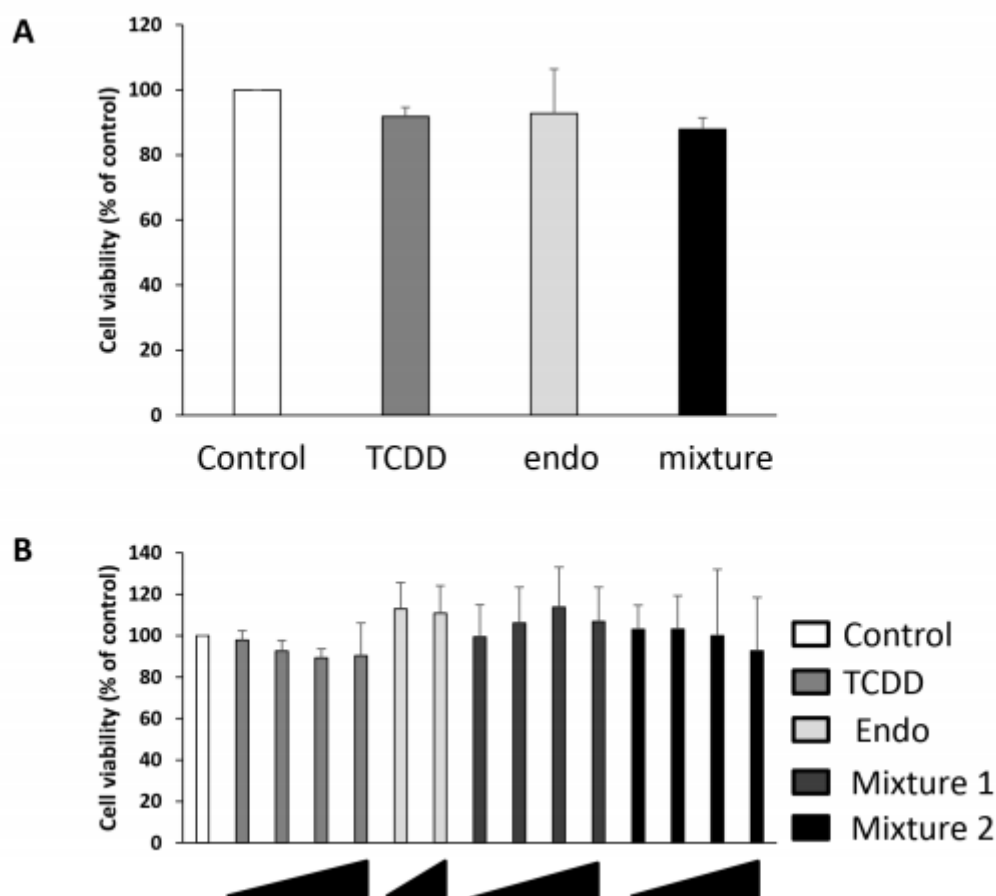 A
Cell viability (% of control)
120
100
80
60
40
20
0
Control TCDD endo mixture
B
Cell viability (% of control)
140
120
100
80
60
40
20
0
Control
TCDD
Endo
Mixture 1
Mixture 2